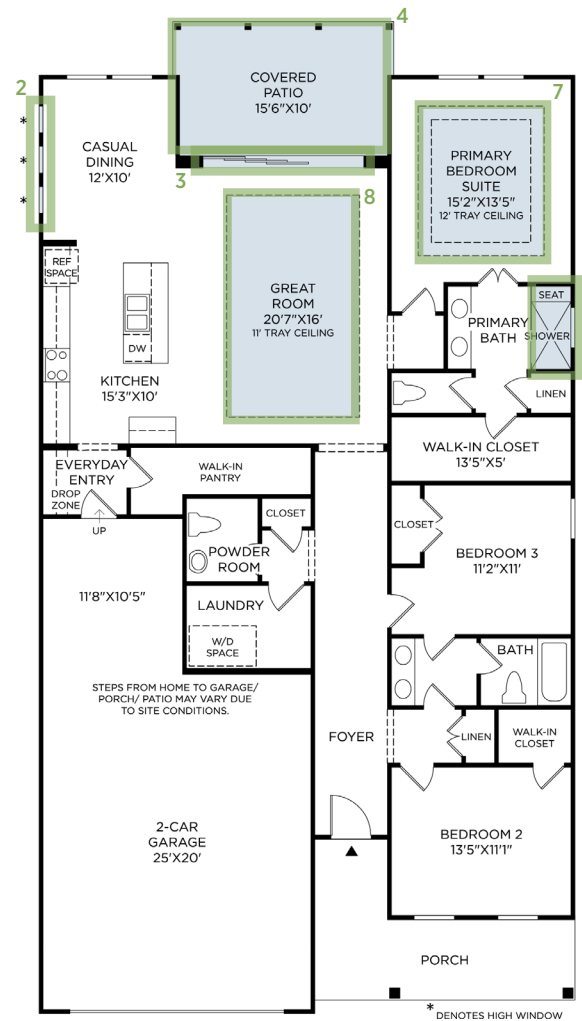 4
2
7
COVERED
PATIO
15'6"X10'
*
*
*
CASUAL
DINING
12'X10'
3
8
PRIMARY
BEDROOM
SUITE
15'2"X13'5"
12' TRAY CEILING
REF
SPACE
GREAT
ROOM
20'7"X16'
11' TRAY CEILING
DW
KITCHEN
15'3"X10'
SEAT
SHOWER
PRIMARY
BATH
LINEN
WALK-IN CLOSET
13'5"X5'
EVERYDAY
ENTRY
DROP
ZONE
UP
WALK-IN
PANTRY
CLOSET
POWDER
ROOM
LAUNDRY
W/D
SPACE
CLOSET
BEDROOM 3
11'2"X11'
11'8"X10'5"
BATH
STEPS FROM HOME TO GARAGE/
PORCH/ PATIO MAY VARY DUE
TO SITE CONDITIONS.
FOYER
LINEN
WALK-IN
CLOSET
2-CAR
GARAGE
25'X20'
BEDROOM 2
13'5"X11'1"
PORCH
* DENOTES HIGH WINDOW